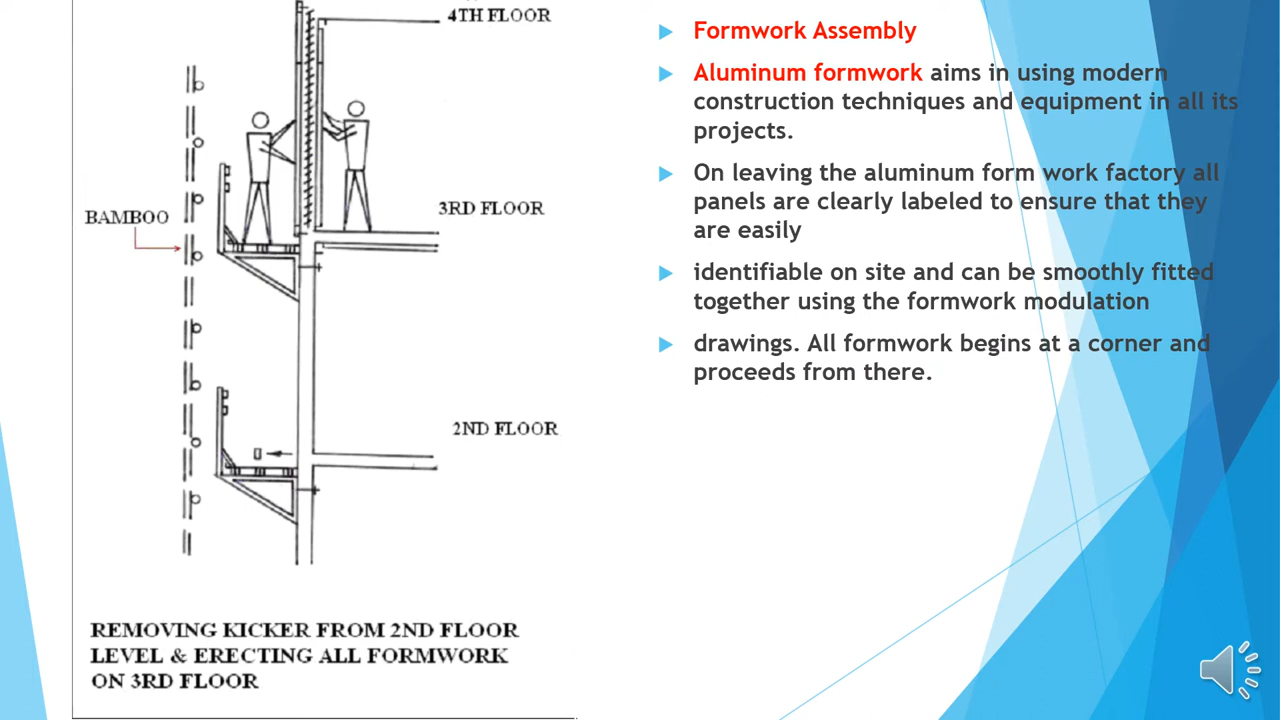 4TH FLOOR
BAMBOO
3RD FLOOR
2ND FLOOR
REMOVING KICKER FROM 2ND FLOOR
LEVEL & ERECTING ALL FORMWORK
ON 3RD FLOOR
Formwork Assembly
Aluminum formwork aims in using modern
construction techniques and equipment in all its
projects.
On leaving the aluminum form work factory all
panels are clearly labeled to ensure that they
are easily
identifiable on site and can be smoothly fitted
together using the formwork modulation
drawings. All formwork begins at a corner and
proceeds from there.